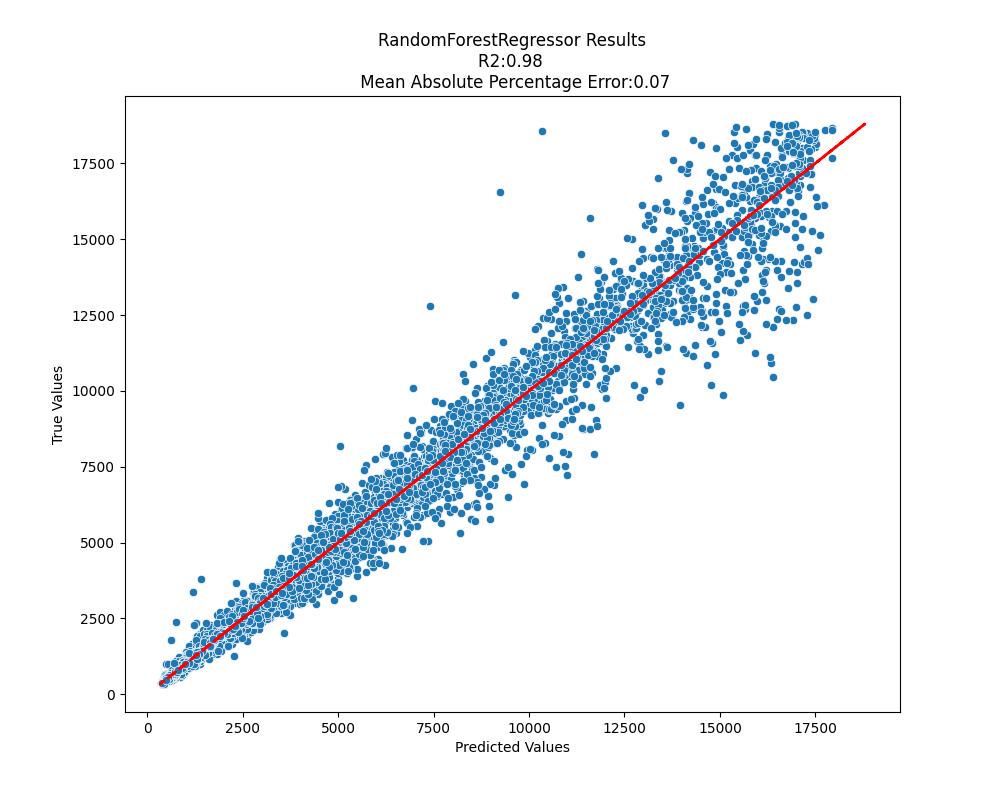 RandomForestRegressor Results
R2:0.98
Mean Absolute Percentage Error:0.07
17500
15000
12500
10000
7500
5000
2500
0
True Values
0 2500 5000 7500 10000 12500 15000 17500
Predicted Values